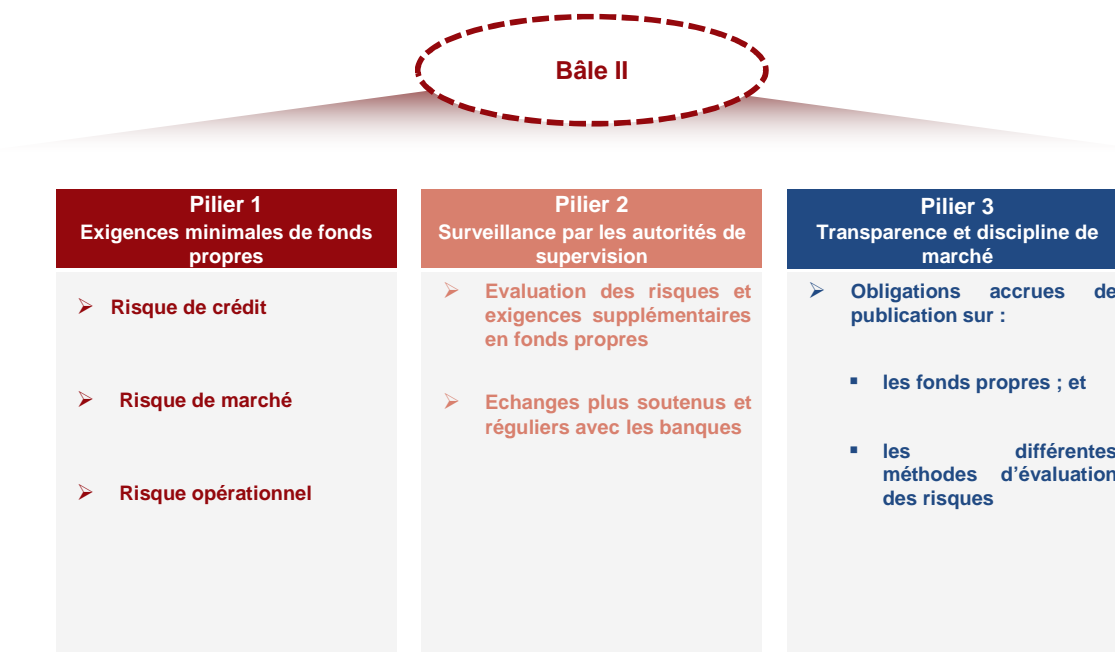 Bâle II
Pilier 1
Exigences minimales de fonds
propres
➢ Risque de crédit
➢ Risque de marché
➢ Risque opérationnel
Pilier 2
Surveillance par les autorités de
supervision
➢ Evaluation des risques et
exigences supplémentaires
en fonds propres
➢ Echanges plus soutenus et
réguliers avec les banques
Pilier 3
Transparence et discipline de
marché
➢ Obligations accrues de
publication sur :
▪ les fonds propres ; et
▪ les différentes
méthodes d’évaluation
des risques